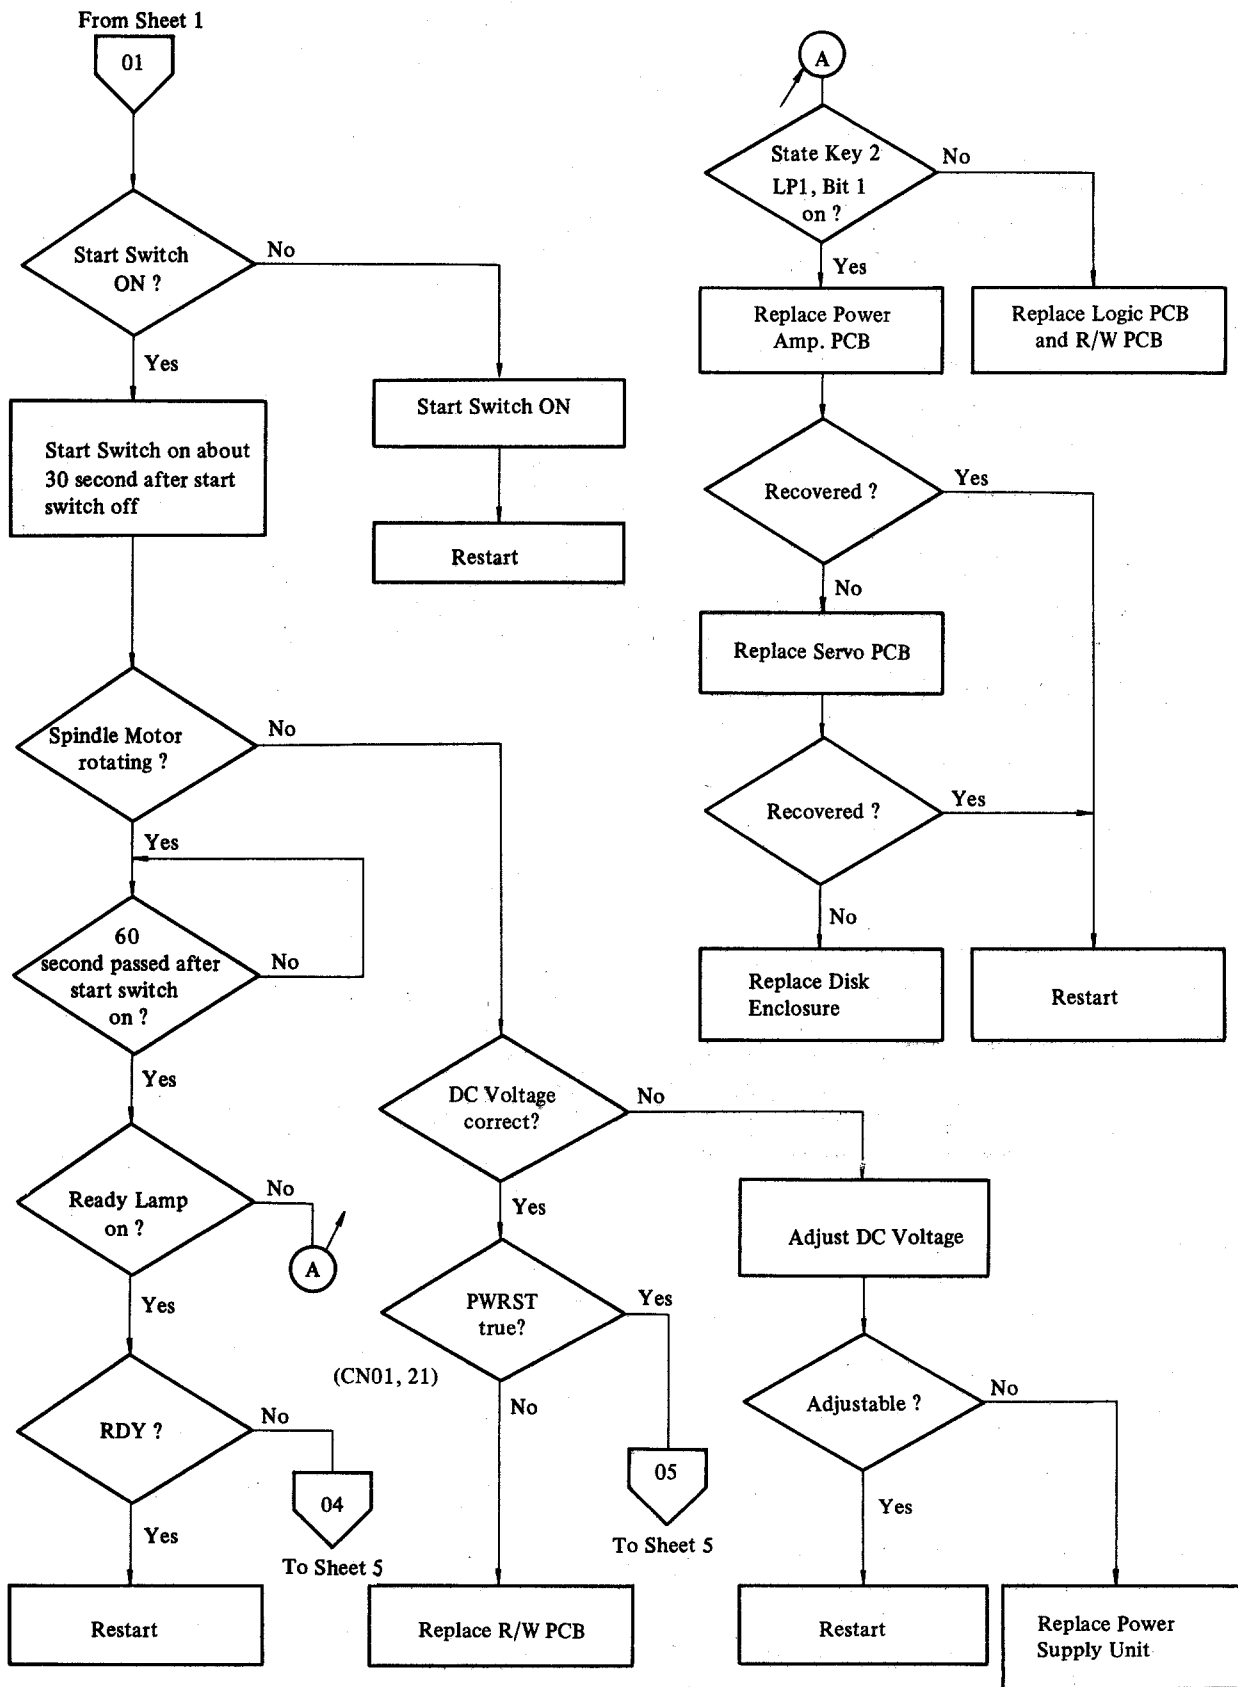 From Sheet 1
01
Start Switch
ON ?
No
Yes
Start Switch ON
Start Switch on about
30 second after start
switch off
Restart
Spindle Motor
rotating ?
No
Yes
60
second passed after
start switch
on ?
No
Yes
Ready Lamp
on ?
No
A
Yes
RDY ?
No
04
To Sheet 5
Yes
Restart
DC Voltage
correct?
No
Yes
PWRST
true?
Yes
(CN01, 21)
No
05
To Sheet 5
Replace R/W PCB
Adjust DC Voltage
Adjustable ?
No
Yes
Restart
Replace Power
Supply Unit
A
State Key 2
LP1, Bit 1
on ?
No
Yes
Replace Power
Amp. PCB
Replace Logic PCB
and R/W PCB
Recovered ?
Yes
No
Replace Servo PCB
Recovered ?
Yes
No
Replace Disk
Enclosure
Restart